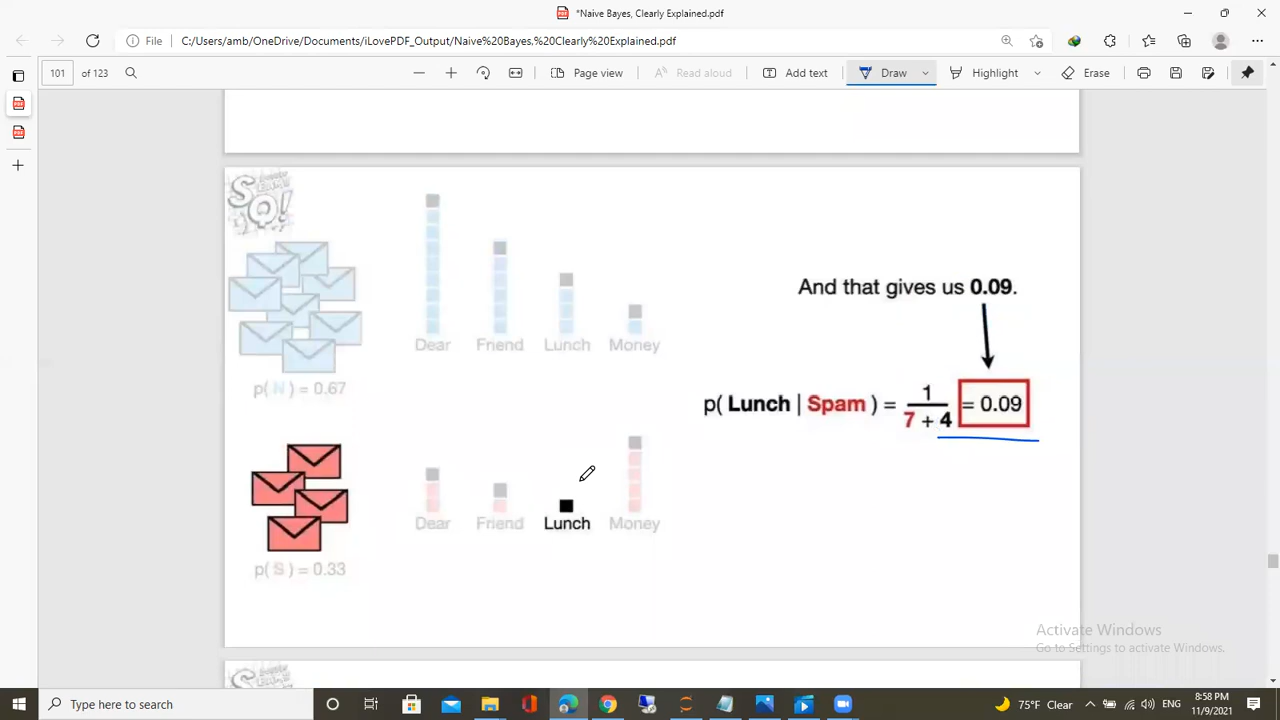 *Naive Bayes, Clearly Explained.pdf
File C:/Users/amb/OneDrive/Documents/iLovePDF_Output/Naive%20Bayes,%20Clearly%20Explained.pdf
101 of 123 Page view Read aloud Add text Draw Highlight Erase
SQ!
And that gives us 0.09.
Dear Friend Lunch Money
p( N ) = 0.67
p( Lunch | Spam ) = 1 / 7 + 4 = 0.09
Dear Friend Lunch Money
p( S ) = 0.33
Activate Windows
Go to Settings to activate Windows.
SQ
Type here to search
75°F Clear
8:58 PM
11/9/2021